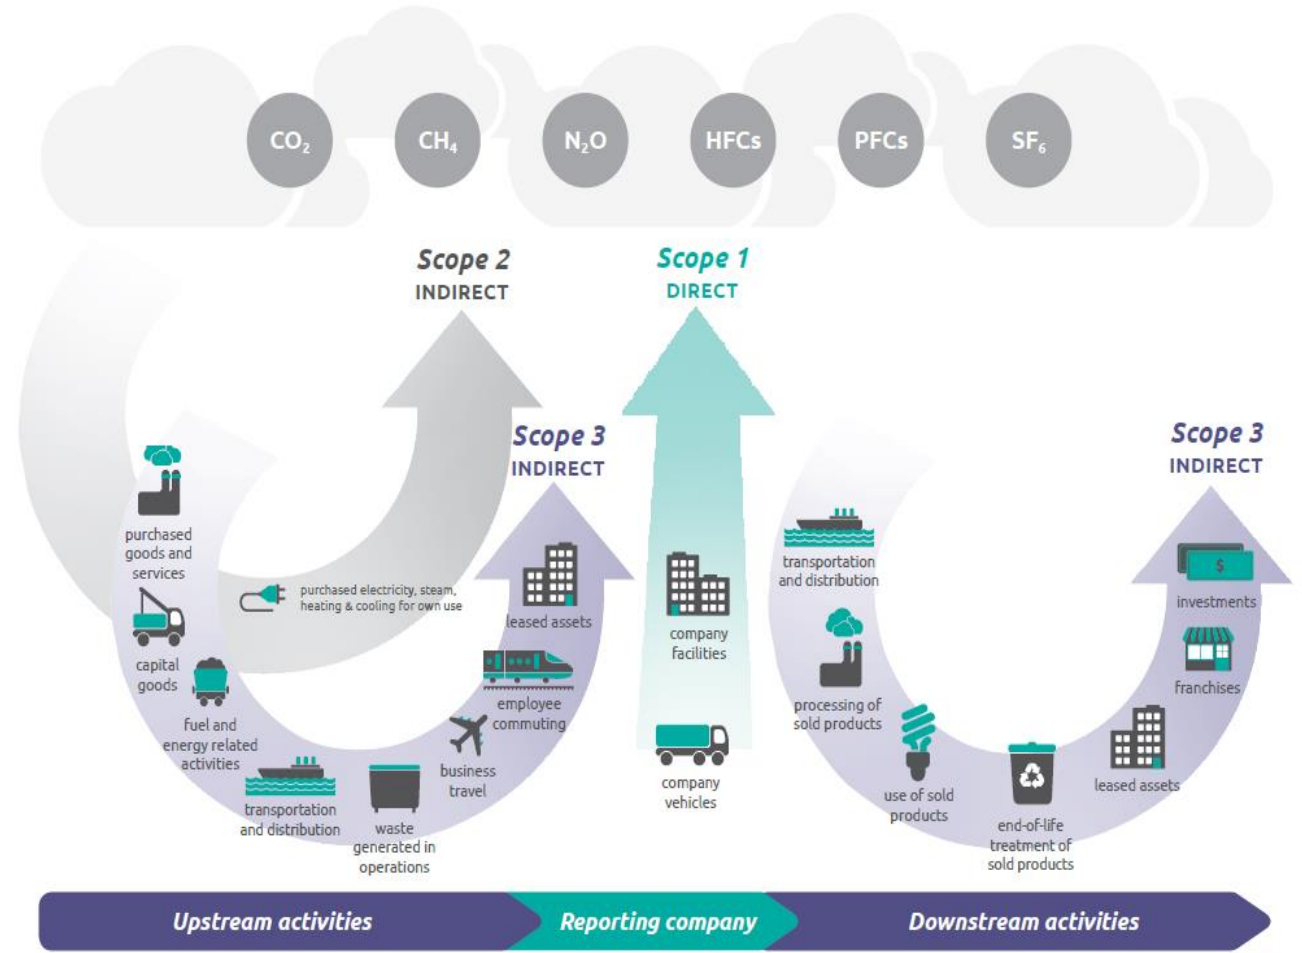 CO₂
CH₄
N₂O
HFCs
PFCs
SF₆
Scope 2
INDIRECT
Scope 1
DIRECT
Scope 3
INDIRECT
Scope 3
INDIRECT
purchased
goods and
services
capital
goods
fuel and
energy related
activities
transportation
and distribution
waste
generated in
operations
business
travel
employee
commuting
leased assets
purchased electricity, steam,
heating & cooling for own use
company
facilities
company
vehicles
transportation
and distribution
processing of
sold products
use of sold
products
end-of-life
treatment of
sold products
leased assets
franchises
$
investments
Upstream activities
Reporting company
Downstream activities